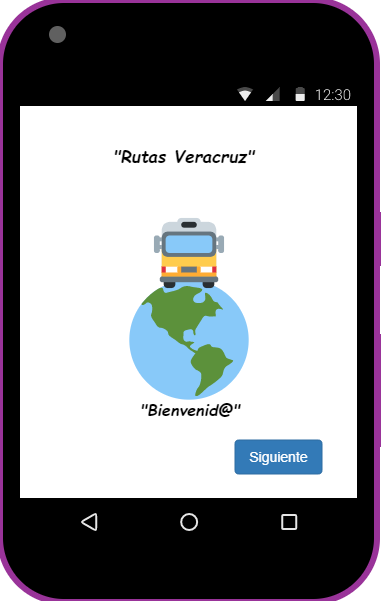 12:30
"Rutas Veracruz"
"Bienvenid@"
Siguiente